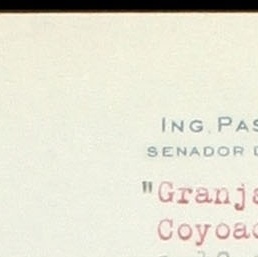 ING. PAS
SENADOR D
"Granja
Coyoac